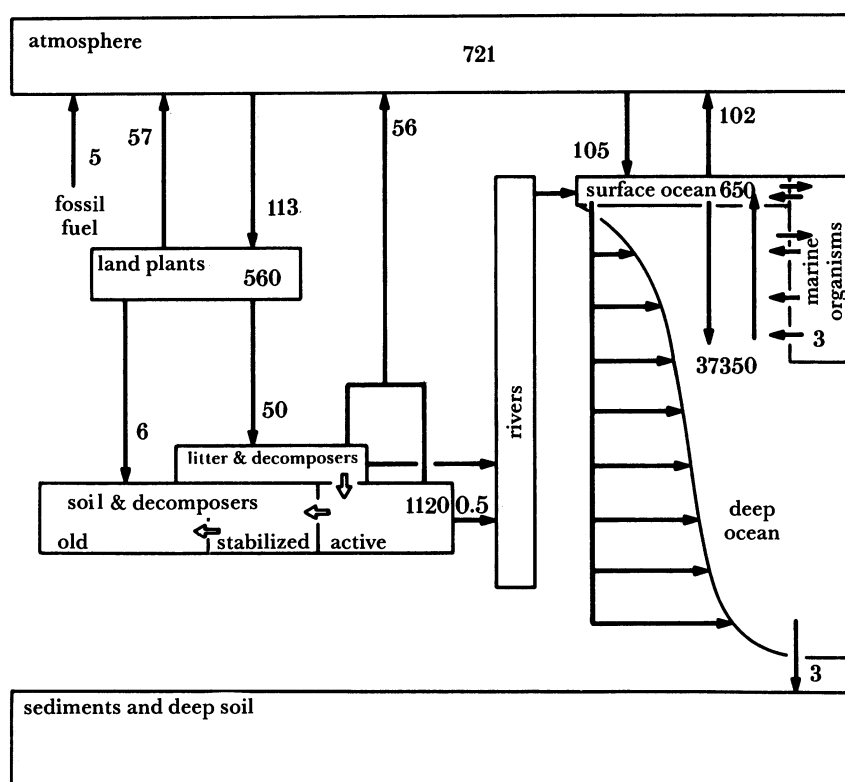 atmosphere
721
57
5
fossil
fuel
113
56
105
102
land plants
560
surface ocean 650
marine
organisms
3
37350
6
50
rivers
litter & decomposers
soil & decomposers
1120
0.5
old
stabilized
active
deep
ocean
3
sediments and deep soil